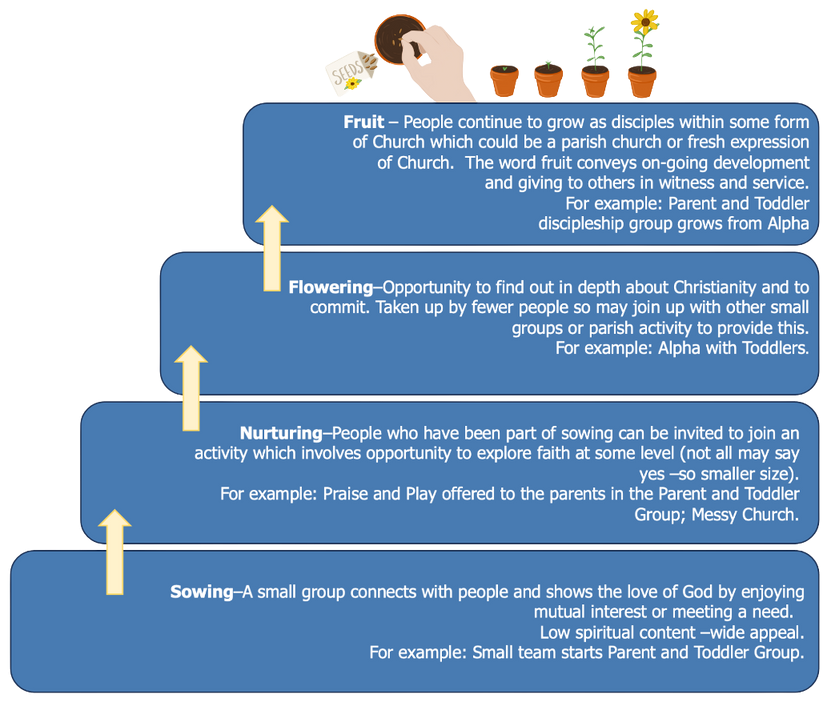 SEEDS
Fruit – People continue to grow as disciples within some form
of Church which could be a parish church or fresh expression
of Church.  The word fruit conveys on-going development
and giving to others in witness and service.
For example: Parent and Toddler
discipleship group grows from Alpha
Flowering–Opportunity to find out in depth about Christianity and to
commit. Taken up by fewer people so may join up with other small
groups or parish activity to provide this.
For example: Alpha with Toddlers.
Nurturing–People who have been part of sowing can be invited to join an
activity which involves opportunity to explore faith at some level (not all may say
yes –so smaller size).
For example: Praise and Play offered to the parents in the Parent and Toddler
Group; Messy Church.
Sowing–A small group connects with people and shows the love of God by enjoying
mutual interest or meeting a need.
Low spiritual content –wide appeal.
For example: Small team starts Parent and Toddler Group.